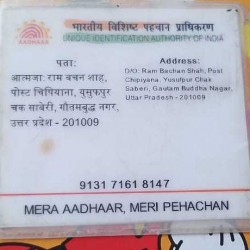 भारतीय विशिष्ट पहचान प्राधिकरण
UNIQUE IDENTIFICATION AUTHORITY OF INDIA
AADHAAR
पता:
आत्मजा: राम बचन शाह,
पोस्ट चिपियाना, युसुफपुर
चक साबेरी, गौतमबुद्ध नगर,
उत्तर प्रदेश - 201009
Address:
D/O: Ram Bachan Shah, Post
Chipiyana, Yusufpur Chak
Saberi, Gautam Buddha Nagar,
Uttar Pradesh - 201009
9131 7161 8147
MERA AADHAAR, MERI PEHACHAN